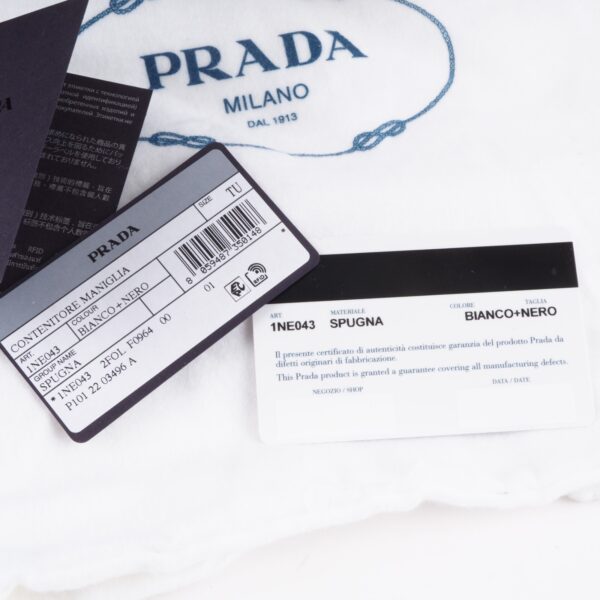 PRADA
MILANO
DAL 1913
PRADA
PRADA
SIZE
TU
CONTENITORE MANIGLIA
ART.
COLOUR
1NE043
BIANCO+NERO
8 059487 350148
GROUP NAME
SPUGNA
01
RFID
* 1NE043 2FOL F0964 00
P101 22 03496 A
ART.
MATERIALE
COLORE
TAGLIA
1NE043
SPUGNA
BIANCO+NERO
Il presente certificato di autenticità costituisce garanzia del prodotto Prada da
difetti originari di fabbricazione.
This Prada product is granted a guarantee covering all manufacturing defects.
NEGOZIO / SHOP
DATA / DATE
RFID